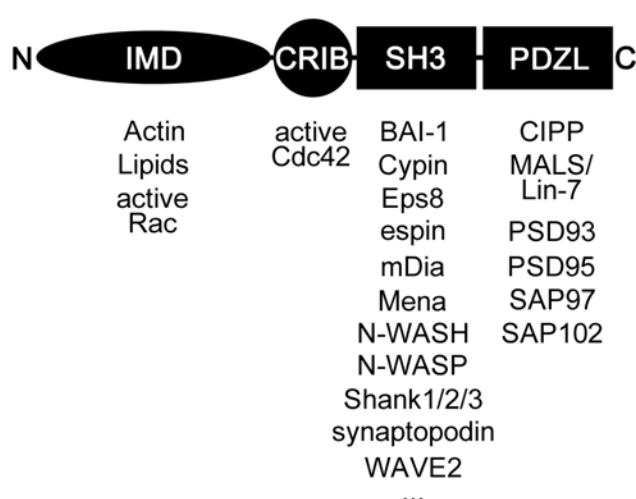 N IMD CRIB SH3 PDZL C
Actin active BAI-1 CIPP
Lipids Cdc42 Cypin MALS/
active Eps8 Lin-7
Rac espin PSD93
mDia PSD95
Mena SAP97
N-WASH SAP102
N-WASP
Shank1/2/3
synaptopodin
WAVE2
...